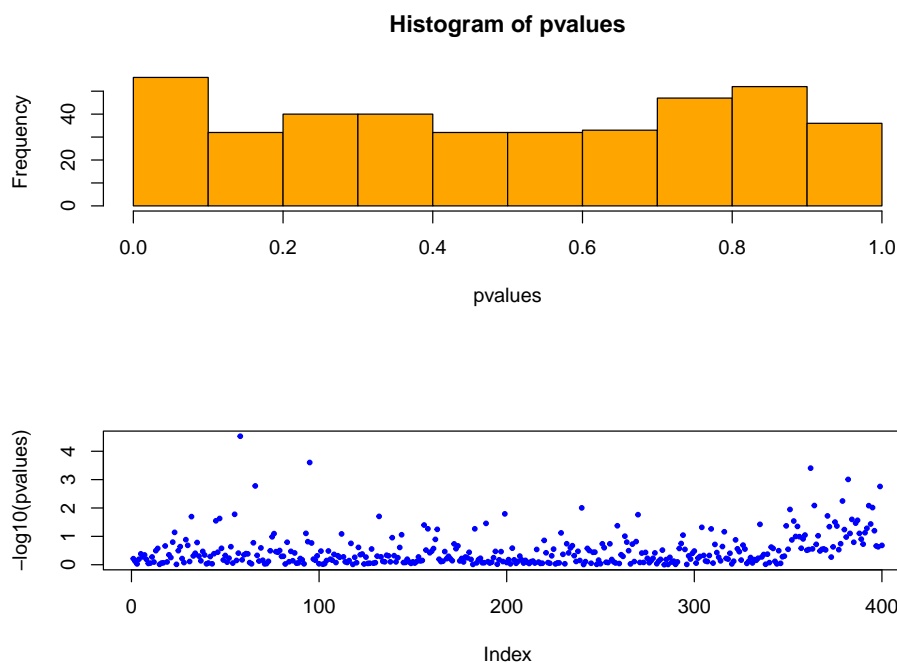 Histogram of pvalues
Frequency
0 20 40
0.0 0.2 0.4 0.6 0.8 1.0
pvalues
−log10(pvalues)
0 1 2 3 4
0 100 200 300 400
Index